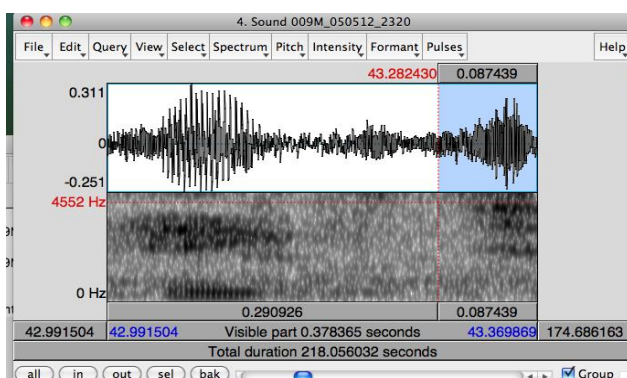 4. Sound 009M_050512_2320
File Edit Query View Select Spectrum Pitch Intensity Formant Pulses Help
43.282430 0.087439
0.311
0
-0.251
4552 Hz
0 Hz
0.290926 0.087439
42.991504 42.991504 Visible part 0.378365 seconds 43.369869 174.686163
Total duration 218.056032 seconds
all in out sel bak Group